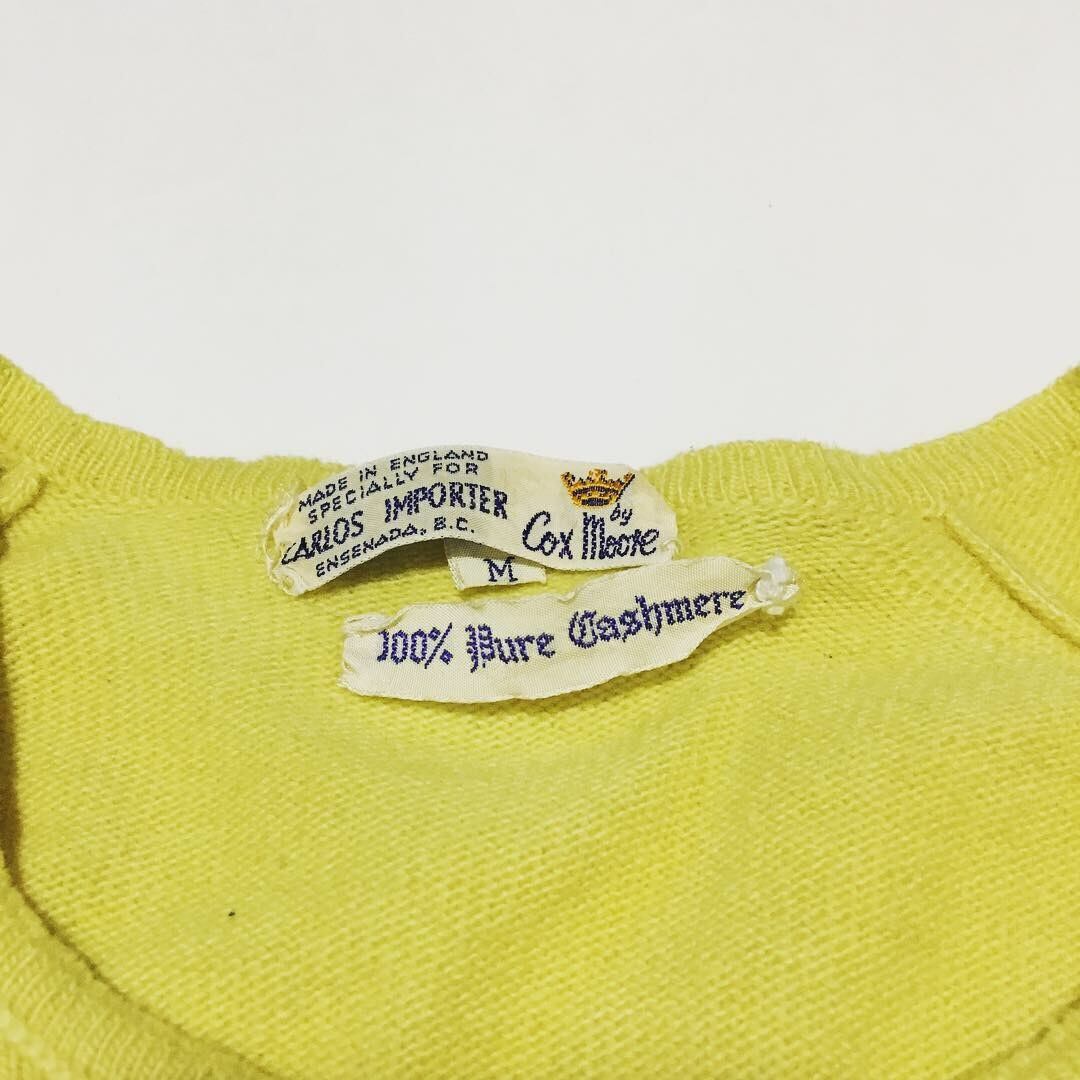 MADE IN ENGLAND
SPECIALLY FOR
CARLOS IMPORTER
ENSENADA, B.C.
by
Cox Moore
M
100% Pure Cashmere